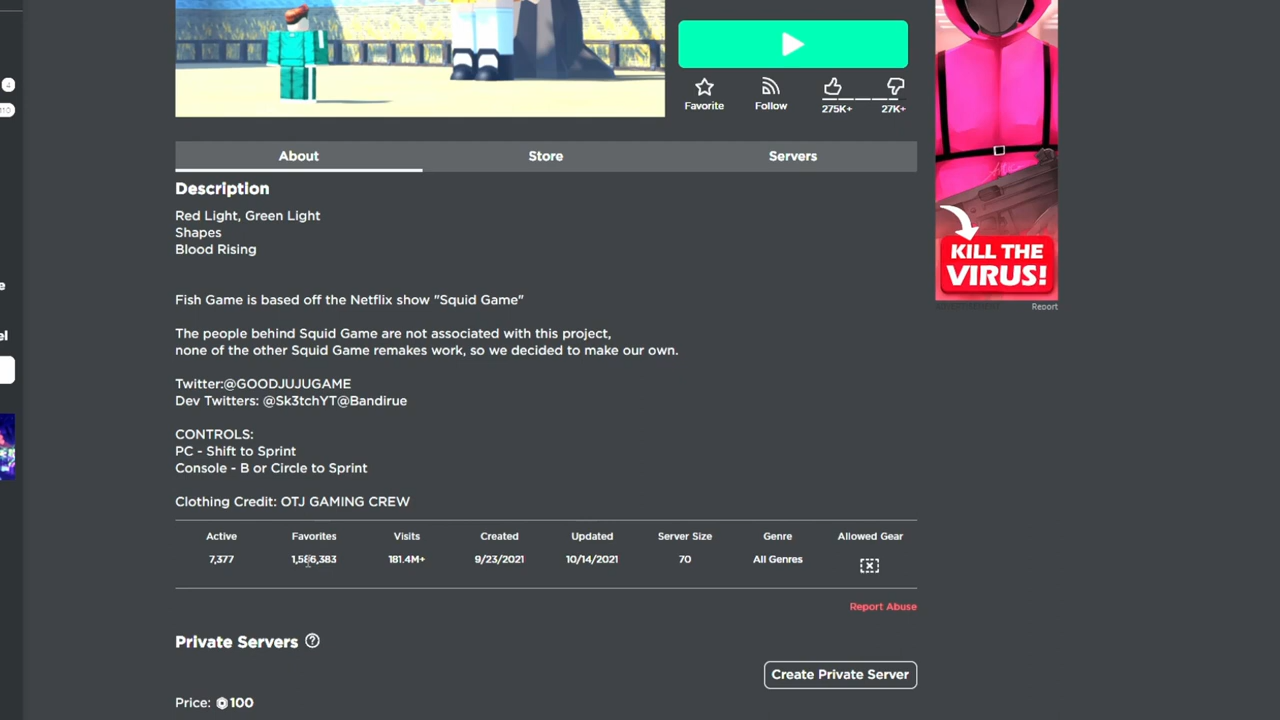 Favorite
Follow
275K+
27K+
About
Store
Servers
Description
Red Light, Green Light
Shapes
Blood Rising
Fish Game is based off the Netflix show "Squid Game"
The people behind Squid Game are not associated with this project,
none of the other Squid Game remakes work, so we decided to make our own.
Twitter:@GOODJUJUGAME
Dev Twitters: @Sk3tchYT@Bandirue
CONTROLS:
PC - Shift to Sprint
Console - B or Circle to Sprint
Clothing Credit: OTJ GAMING CREW
Active Favorites Visits Created Updated Server Size Genre Allowed Gear
7,377 1,586,383 181.4M+ 9/23/2021 10/14/2021 70 All Genres
Report Abuse
Private Servers
Create Private Server
Price: 100
KILL THE
VIRUS!
Report